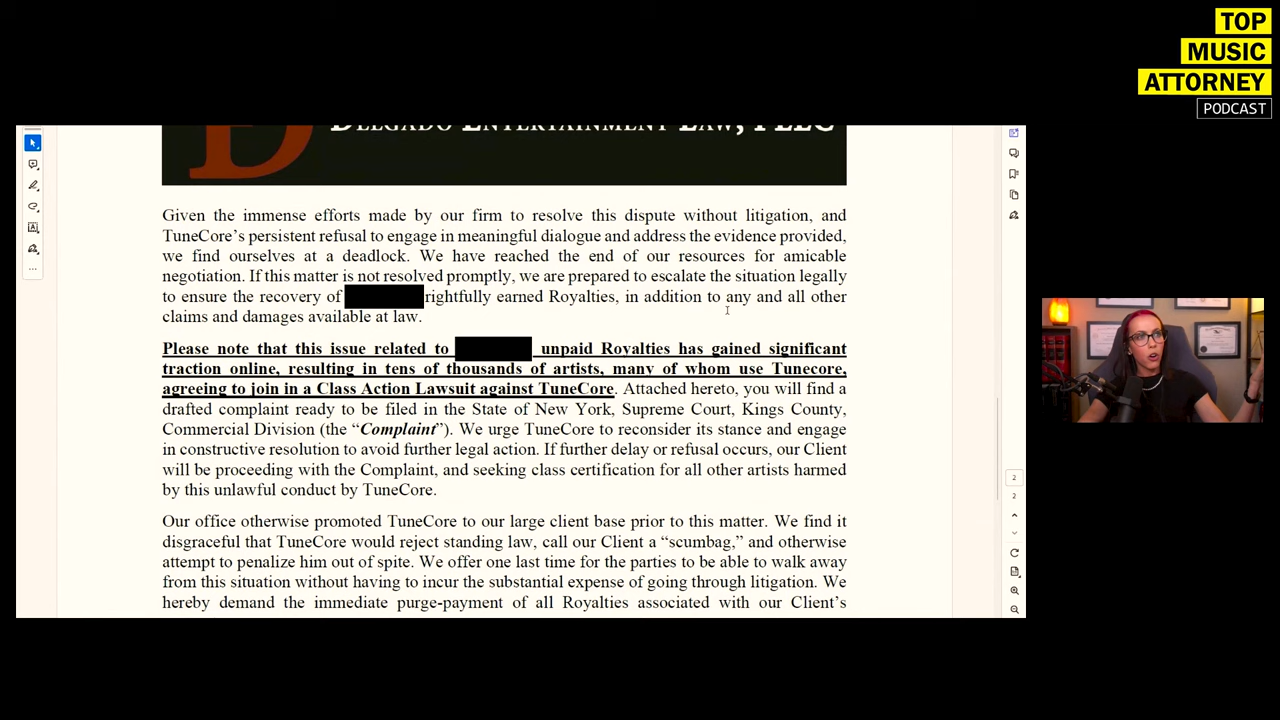 TOP
MUSIC
ATTORNEY
PODCAST
DELGADO ENTERTAINMENT LAW, PLLC
Given the immense efforts made by our firm to resolve this dispute without litigation, and
TuneCore’s persistent refusal to engage in meaningful dialogue and address the evidence provided,
we find ourselves at a deadlock. We have reached the end of our resources for amicable
negotiation. If this matter is not resolved promptly, we are prepared to escalate the situation legally
to ensure the recovery of rightfully earned Royalties, in addition to any and all other
claims and damages available at law.
Please note that this issue related to unpaid Royalties has gained significant
traction online, resulting in tens of thousands of artists, many of whom use Tunecore,
agreeing to join in a Class Action Lawsuit against TuneCore. Attached hereto, you will find a
drafted complaint ready to be filed in the State of New York, Supreme Court, Kings County,
Commercial Division (the “Complaint”). We urge TuneCore to reconsider its stance and engage
in constructive resolution to avoid further legal action. If further delay or refusal occurs, our Client
will be proceeding with the Complaint, and seeking class certification for all other artists harmed
by this unlawful conduct by TuneCore.
Our office otherwise promoted TuneCore to our large client base prior to this matter. We find it
disgraceful that TuneCore would reject standing law, call our Client a “scumbag,” and otherwise
attempt to penalize him out of spite. We offer one last time for the parties to be able to walk away
from this situation without having to incur the substantial expense of going through litigation. We
hereby demand the immediate purge-payment of all Royalties associated with our Client’s
2
2